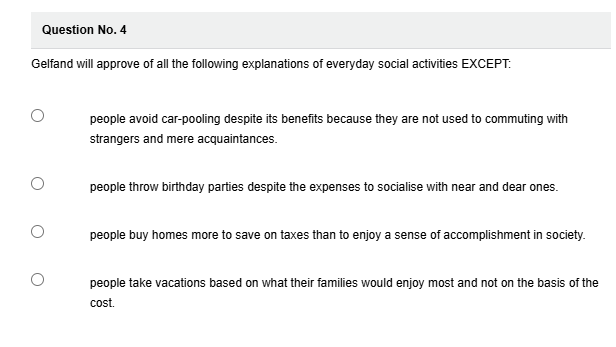 Question No. 4
Gelfand will approve of all the following explanations of everyday social activities EXCEPT:
people avoid car-pooling despite its benefits because they are not used to commuting with
strangers and mere acquaintances.
people throw birthday parties despite the expenses to socialise with near and dear ones.
people buy homes more to save on taxes than to enjoy a sense of accomplishment in society.
people take vacations based on what their families would enjoy most and not on the basis of the
cost.